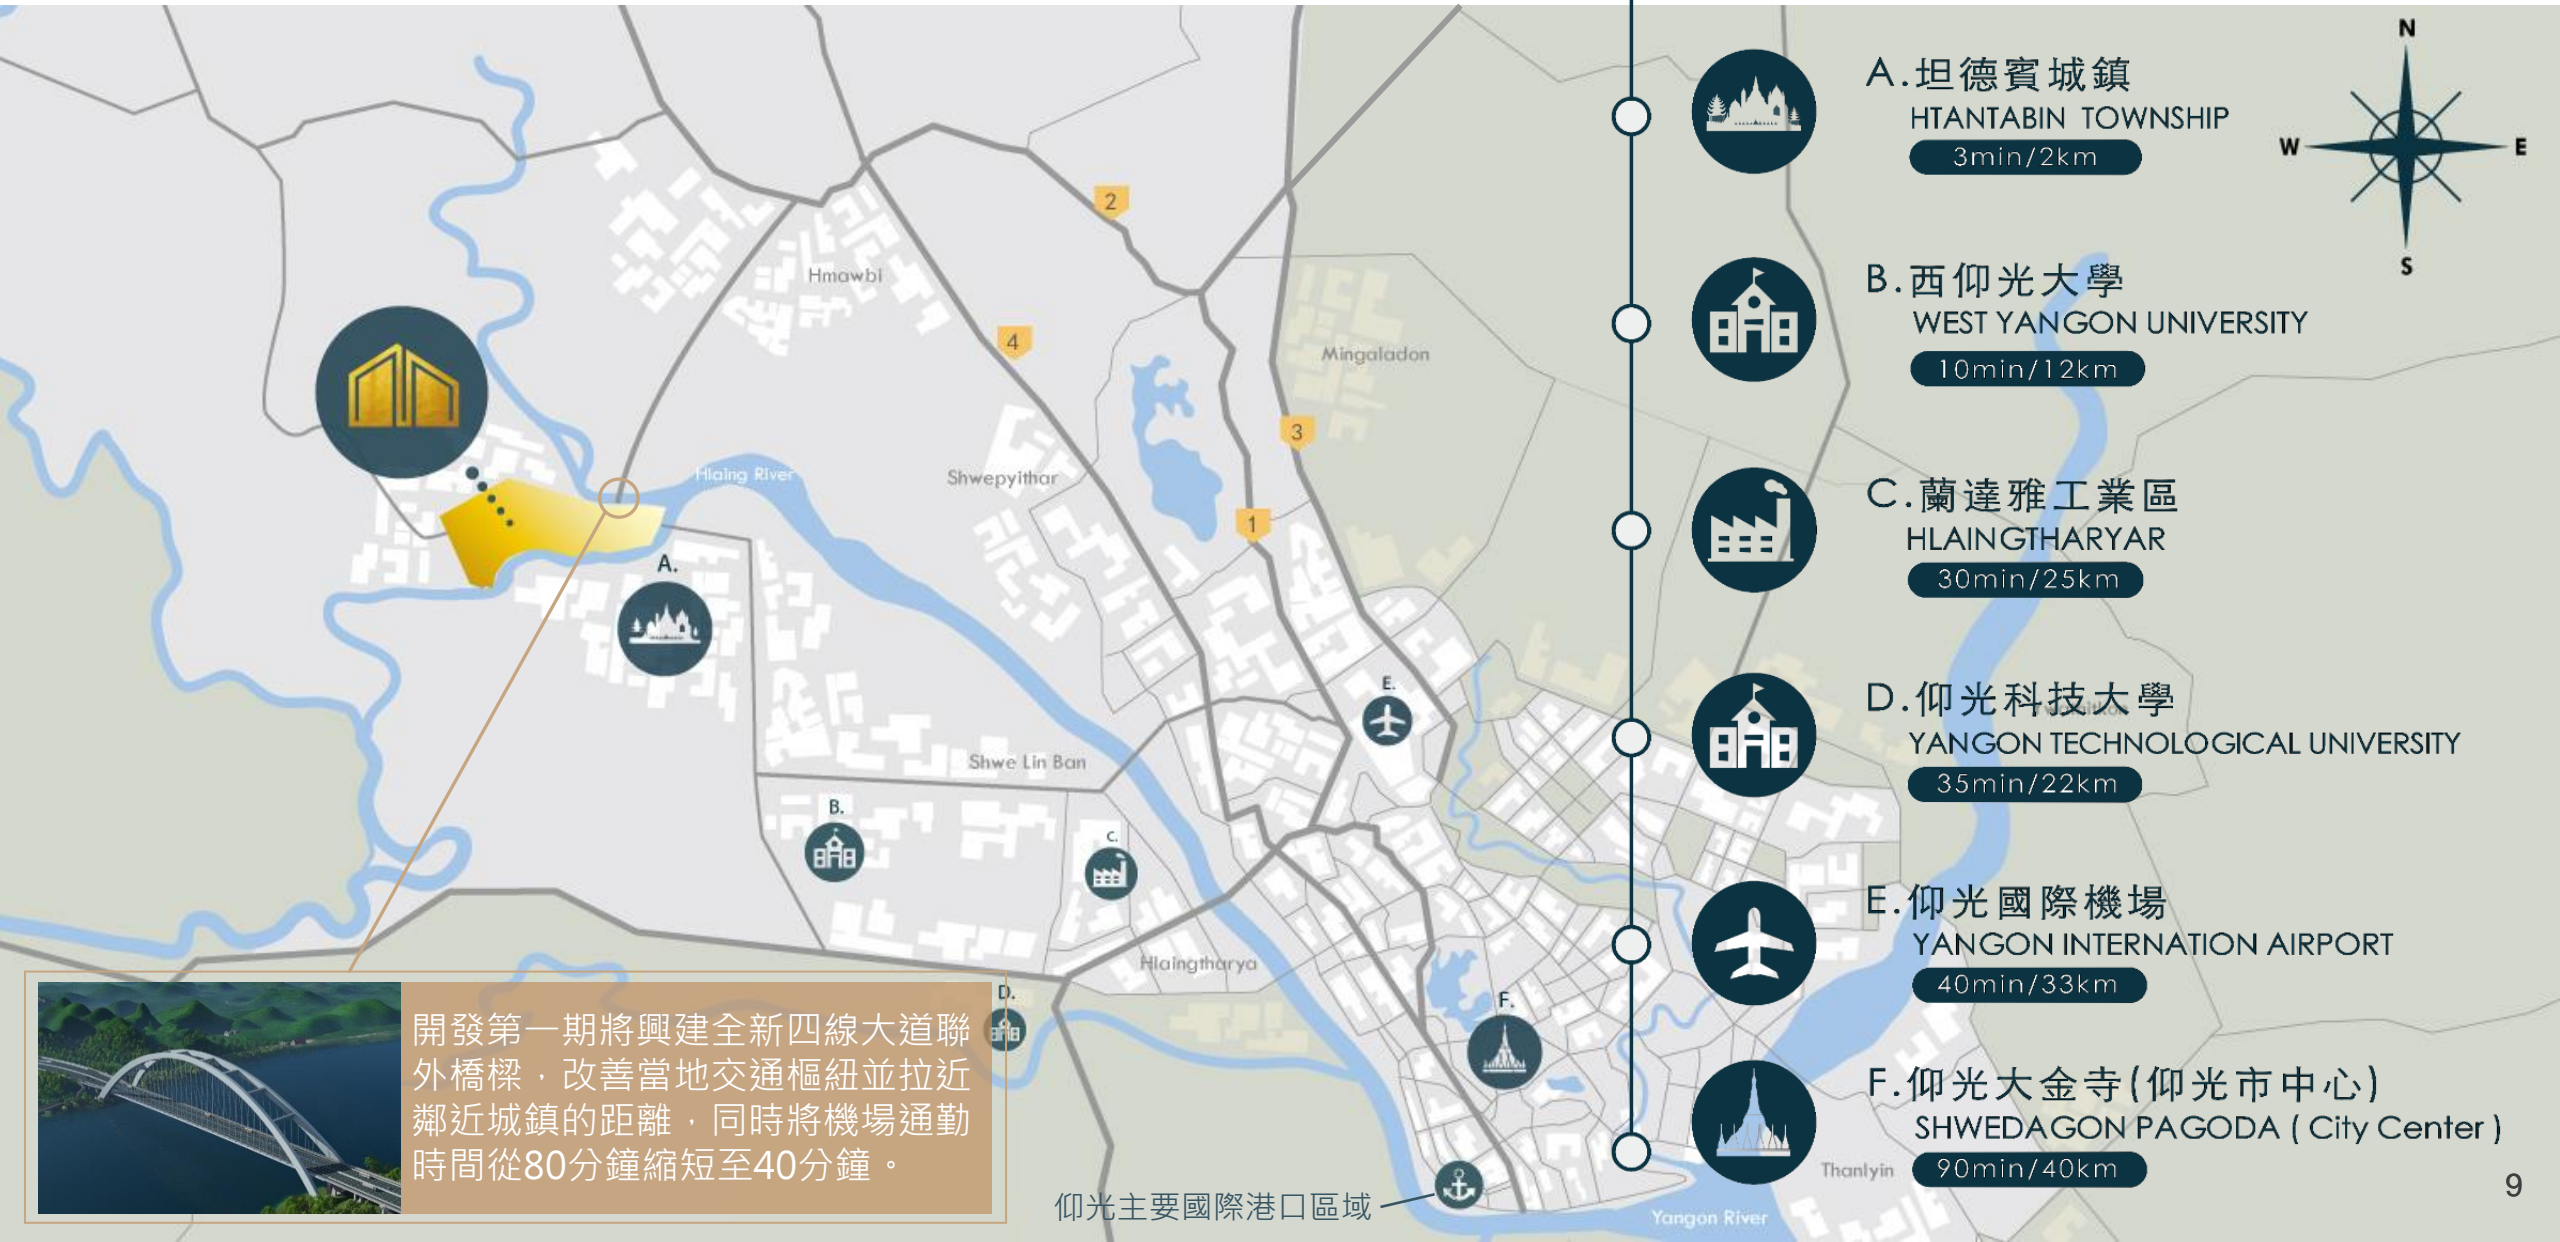 N
W
E
S
A.坦德賓城鎮
HTANTABIN TOWNSHIP
3min/2km
B.西仰光大學
WEST YANGON UNIVERSITY
10min/12km
C.蘭達雅工業區
HLAINGTHARYAR
30min/25km
D.仰光科技大學
YANGON TECHNOLOGICAL UNIVERSITY
35min/22km
E.仰光國際機場
YANGON INTERNATION AIRPORT
40min/33km
F.仰光大金寺(仰光市中心)
SHWEDAGON PAGODA ( City Center )
90min/40km
2
Hmawbi
4
Mingaladon
3
Hlaing River
Shwepyithar
1
A.
E.
Shwe Lin Ban
B.
C.
Hlaingtharya
D.
F.
開發第一期將興建全新四線大道聯
外橋樑，改善當地交通樞紐並拉近
鄰近城鎮的距離，同時將機場通勤
時間從80分鐘縮短至40分鐘。
仰光主要國際港口區域
Thanlyin
Yangon River
9